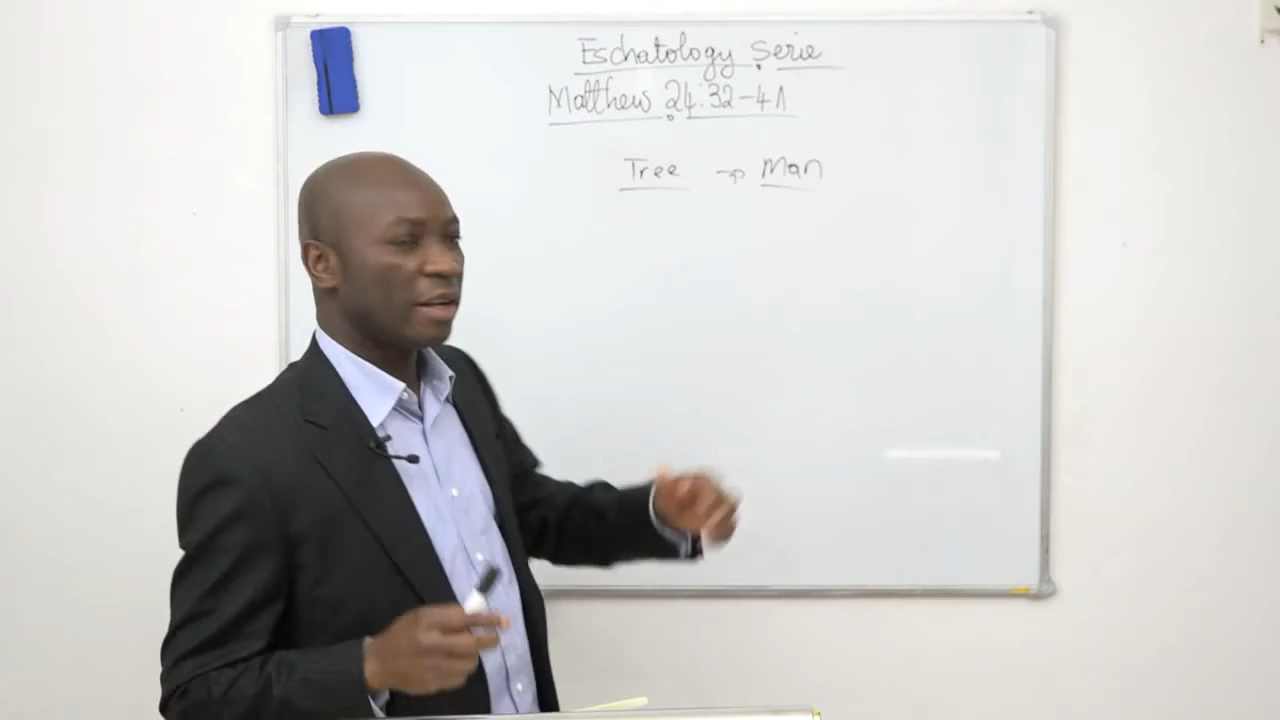 Eschatology Serie
Matthew 24:32-41
Tree → Man